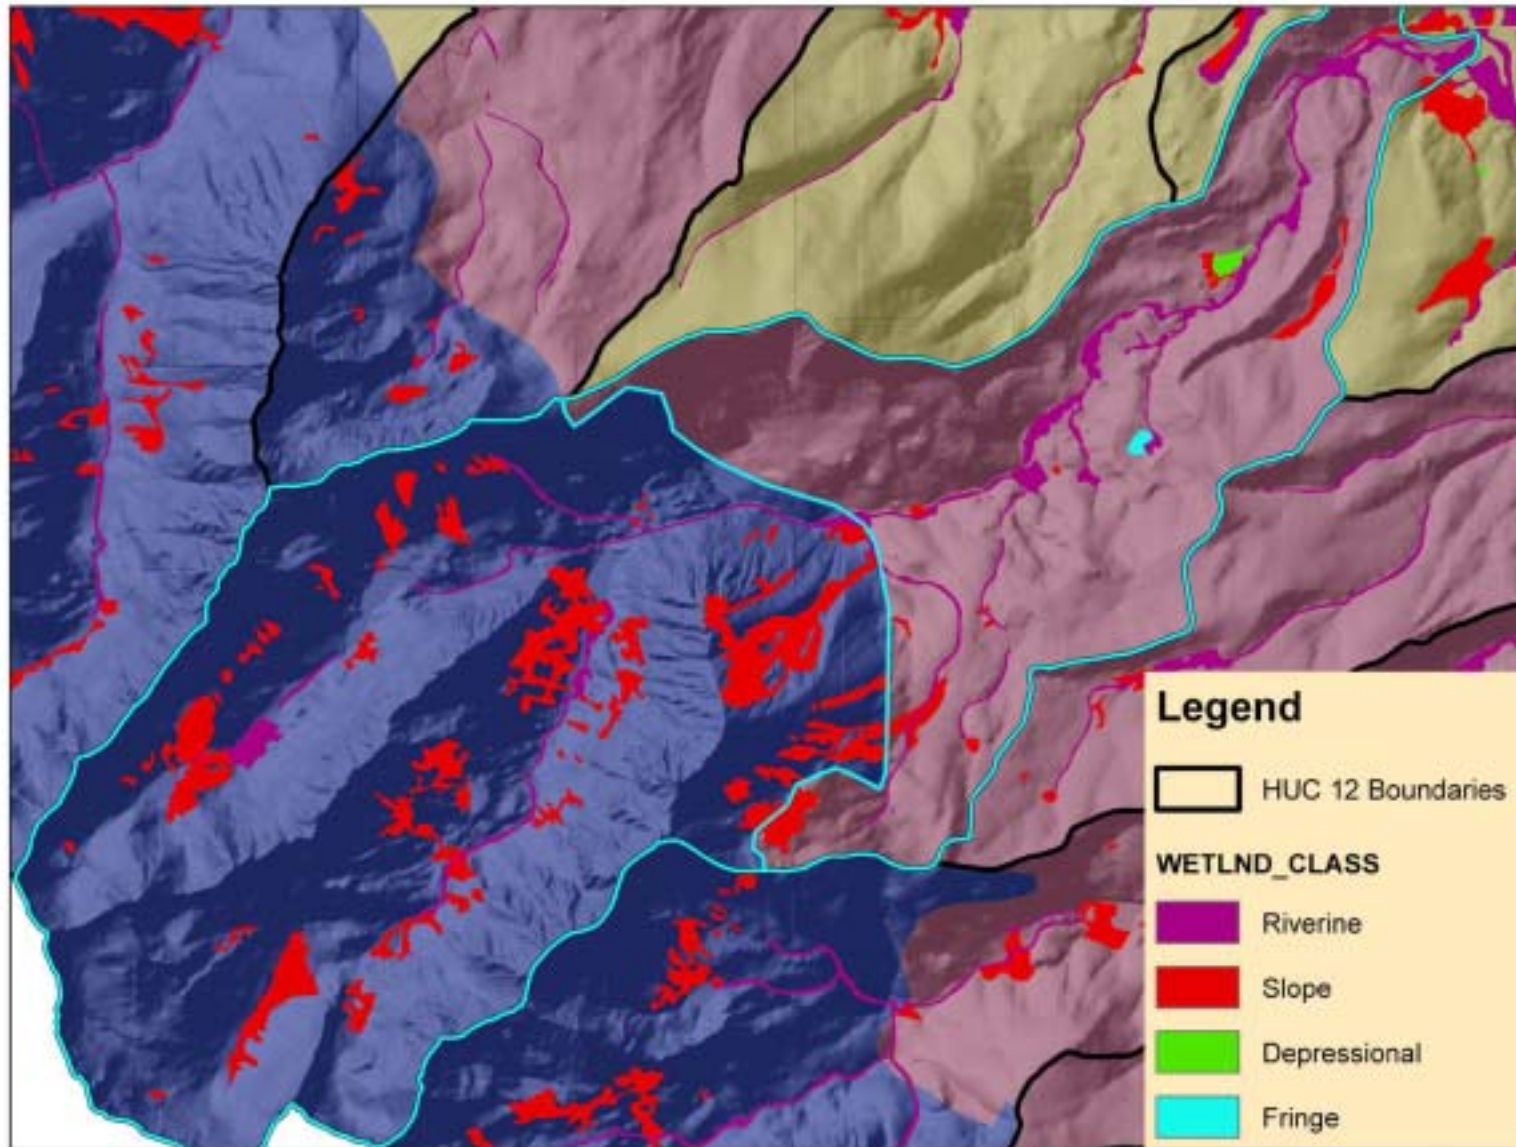 Legend
HUC 12 Boundaries
WETLND_CLASS
Riverine
Slope
Depressional
Fringe